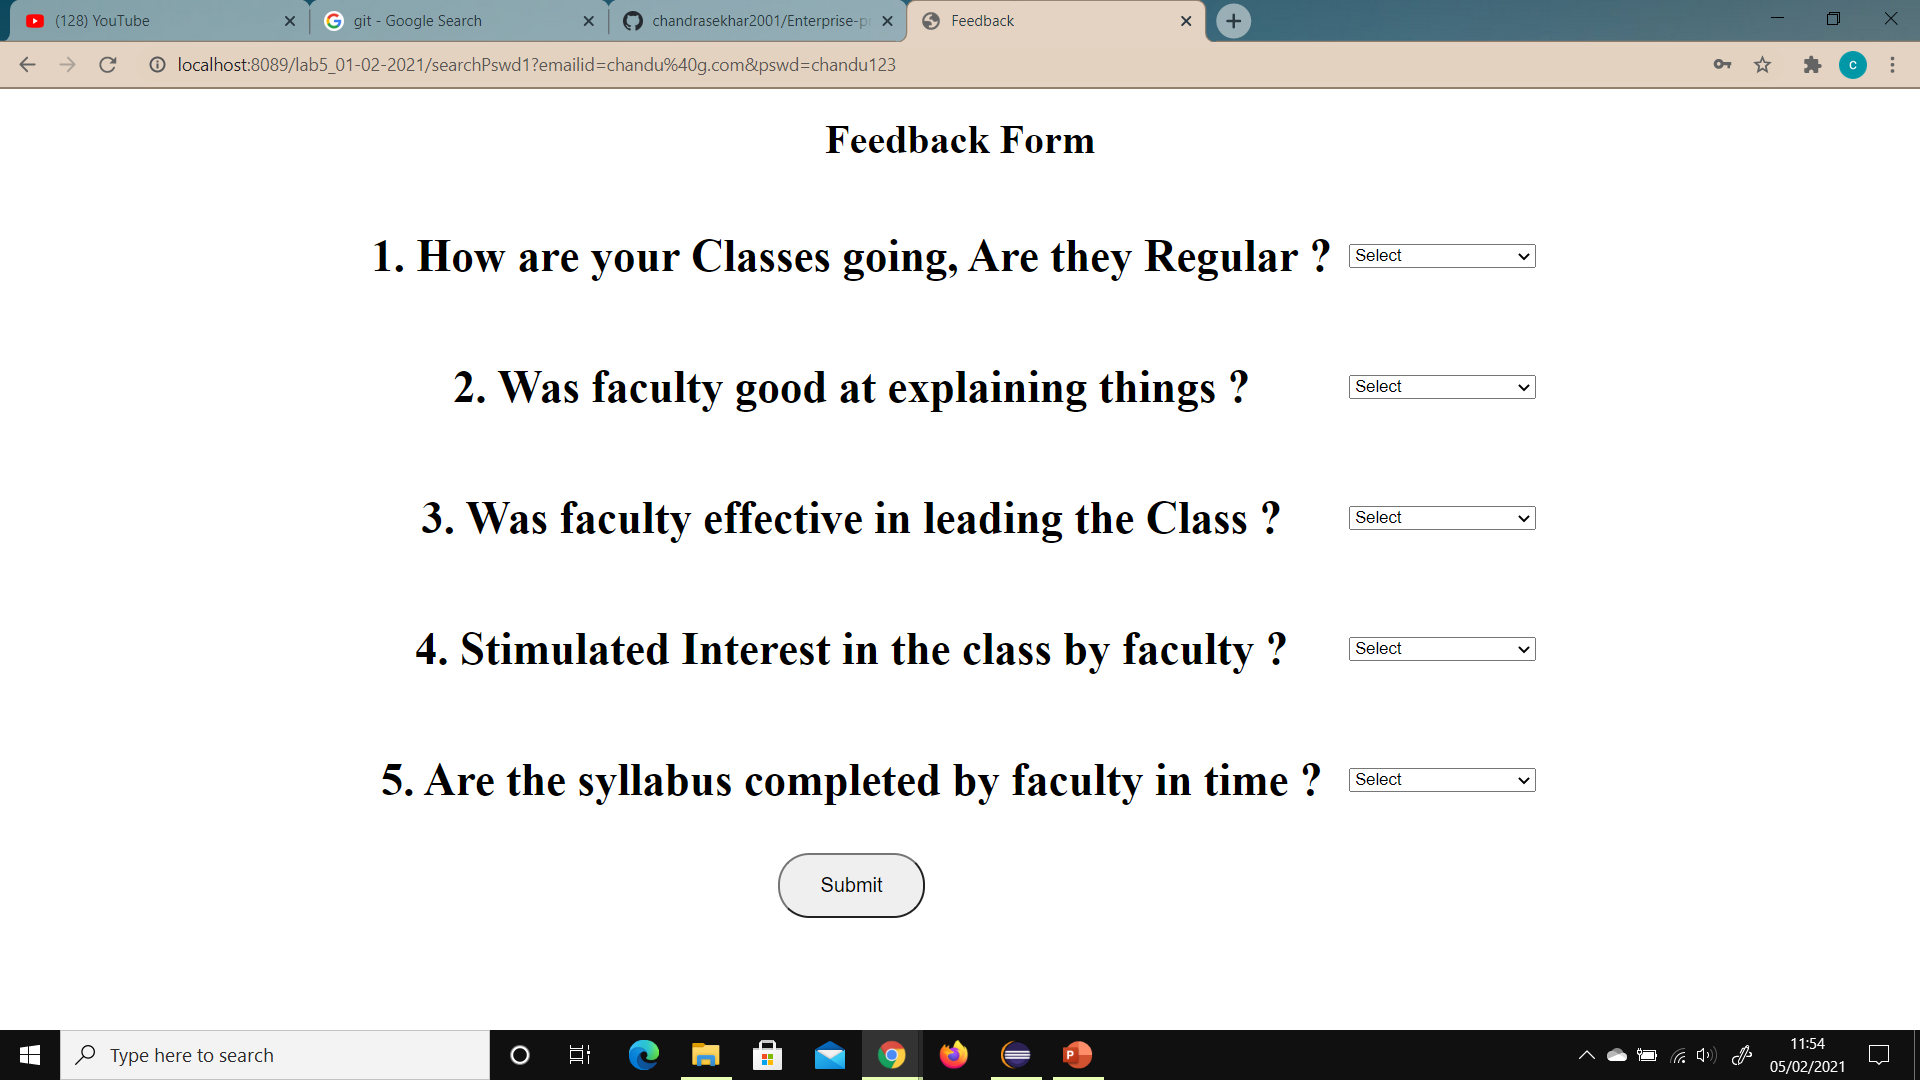 (128) YouTube
git - Google Search
chandrasekhar2001/Enterprise-p
Feedback
localhost:8089/lab5_01-02-2021/searchPswd1?emailid=chandu%40g.com&pswd=chandu123
c
Feedback Form
1. How are your Classes going, Are they Regular ?
Select
2. Was faculty good at explaining things ?
Select
3. Was faculty effective in leading the Class ?
Select
4. Stimulated Interest in the class by faculty ?
Select
5. Are the syllabus completed by faculty in time ?
Select
Submit
Type here to search
P
11:54
05/02/2021